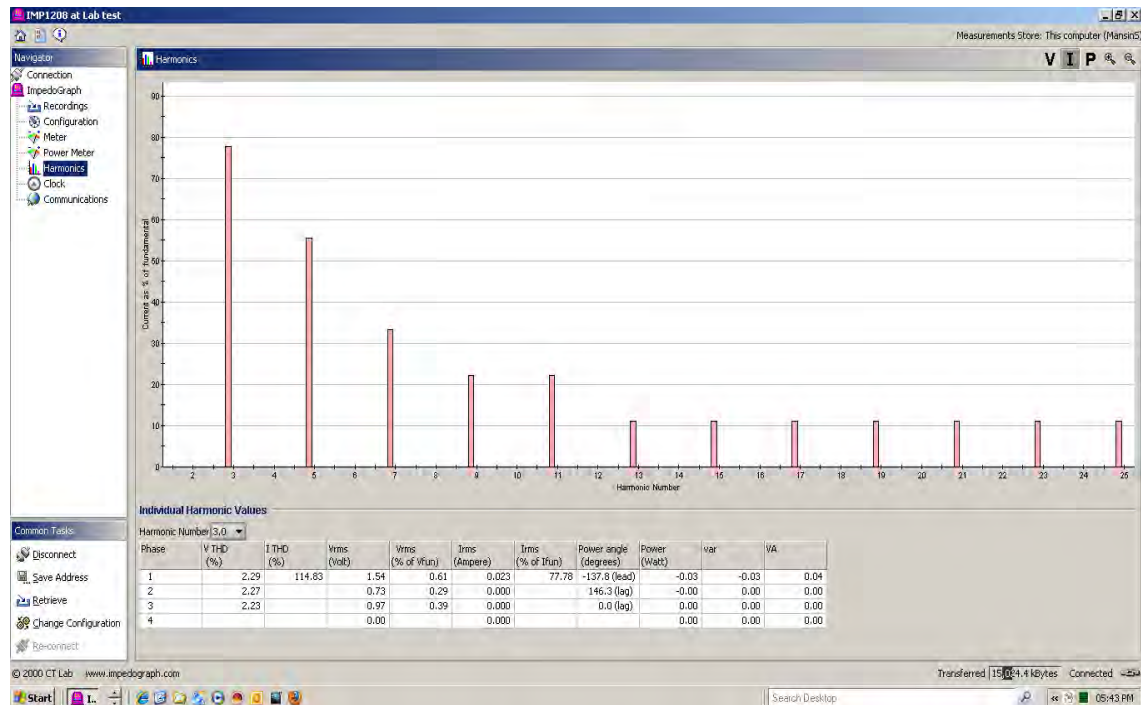 IMP1208 at Lab test
Measurements Store: This computer (MansinS
Navigator
Connection
ImpedoGraph
Recordings
Configuration
Meter
Power Meter
Harmonics
Clock
Communications
Harmonics
V I P
Current as % of fundamental
90
80
70
60
50
40
30
20
10
0
2 3 4 5 6 7 8 9 10 11 12 13 14 15 16 17 18 19 20 21 22 23 24 25
Harmonic Number
Individual Harmonic Values
Harmonic Number 3.0
Phase V THD (%) I THD (%) Vrms (Volt) Vrms (% of Vfun) Irms (Ampere) Irms (% of Ifun) Power angle (degrees) Power (Watt) var VA
1 2.29 114.83 1.54 0.61 0.023 77.78 -137.8 (lead) -0.03 -0.03 0.04
2 2.27 0.73 0.29 0.000 146.3 (lag) -0.00 0.00 0.00
3 2.23 0.97 0.39 0.000 0.0 (lag) 0.00 0.00 0.00
4 0.00 0.000 0.00 0.00 0.00
Common Tasks
Disconnect
Save Address
Retrieve
Change Configuration
Re-connect
© 2000 CT Lab www.impedograph.com
Transferred
Connected
Start
I..
Search Desktop
05:43 PM